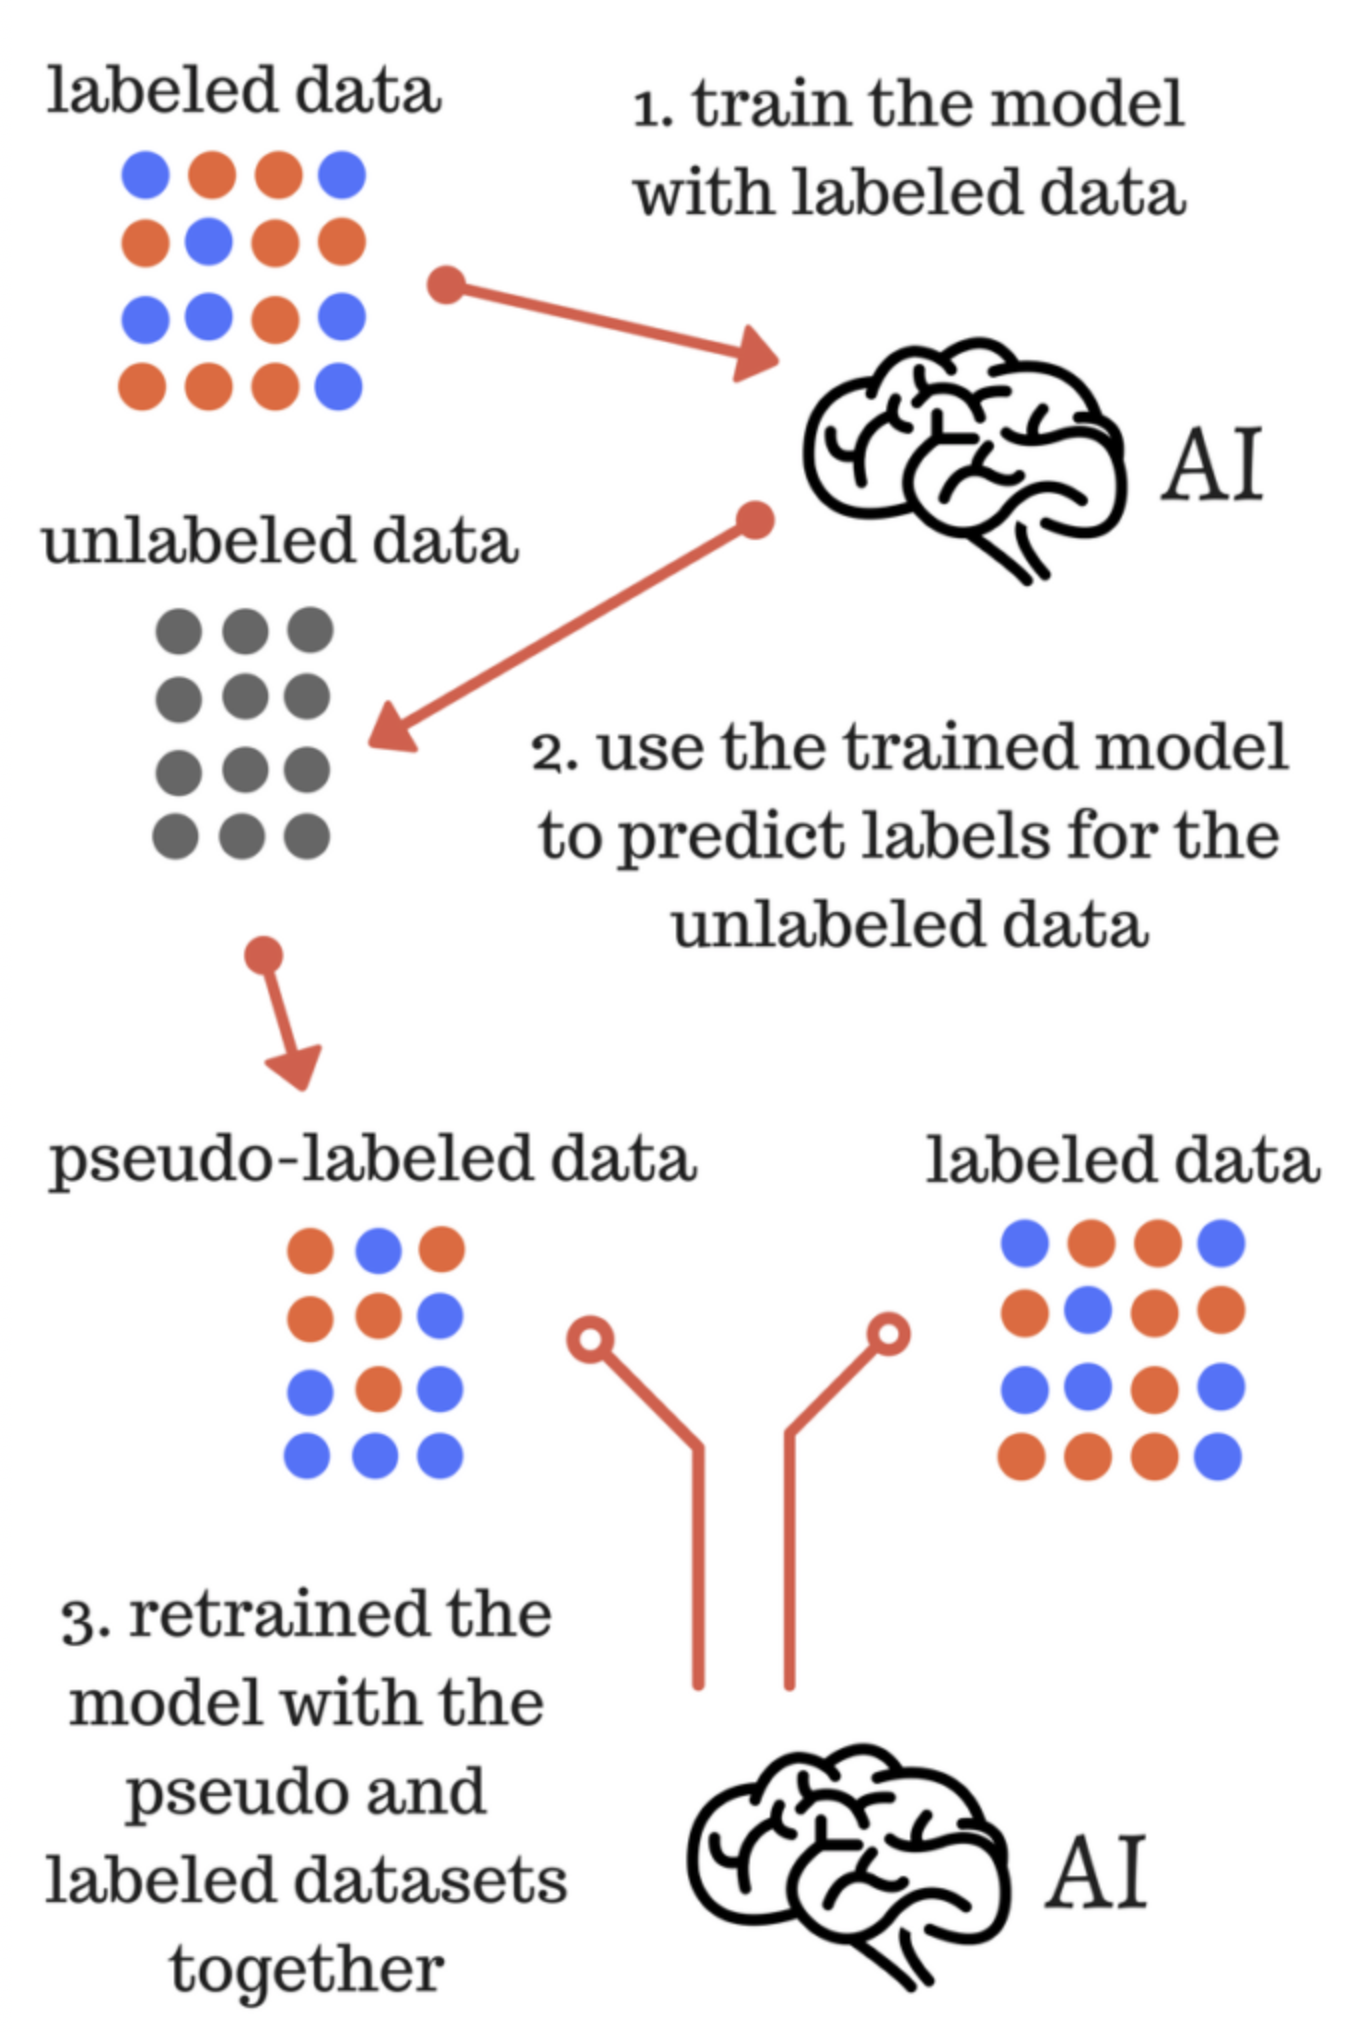 labeled data
1. train the model
with labeled data
AI
unlabeled data
2. use the trained model
to predict labels for the
unlabeled data
pseudo-labeled data
labeled data
3. retrained the
model with the
pseudo and
labeled datasets
together
AI